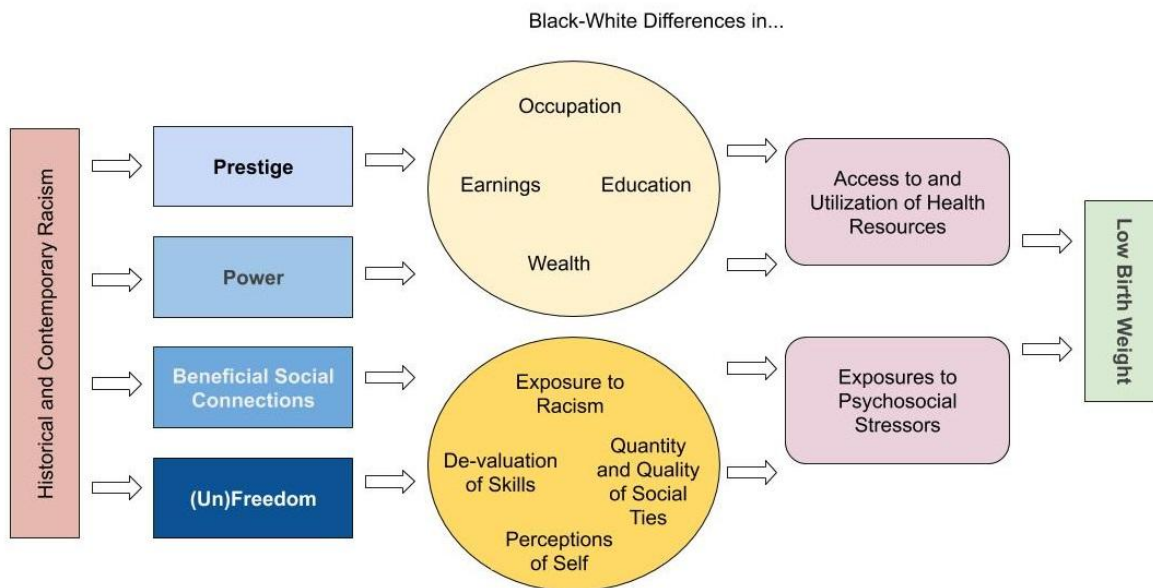 Black-White Differences in...
Historical and Contemporary Racism
Prestige
Power
Beneficial Social
Connections
(Un)Freedom
Occupation
Earnings
Education
Wealth
Exposure to
Racism
De-valuation
of Skills
Quantity
and Quality
of Social
Ties
Perceptions
of Self
Access to and
Utilization of Health
Resources
Exposures to
Psychosocial
Stressors
Low Birth Weight